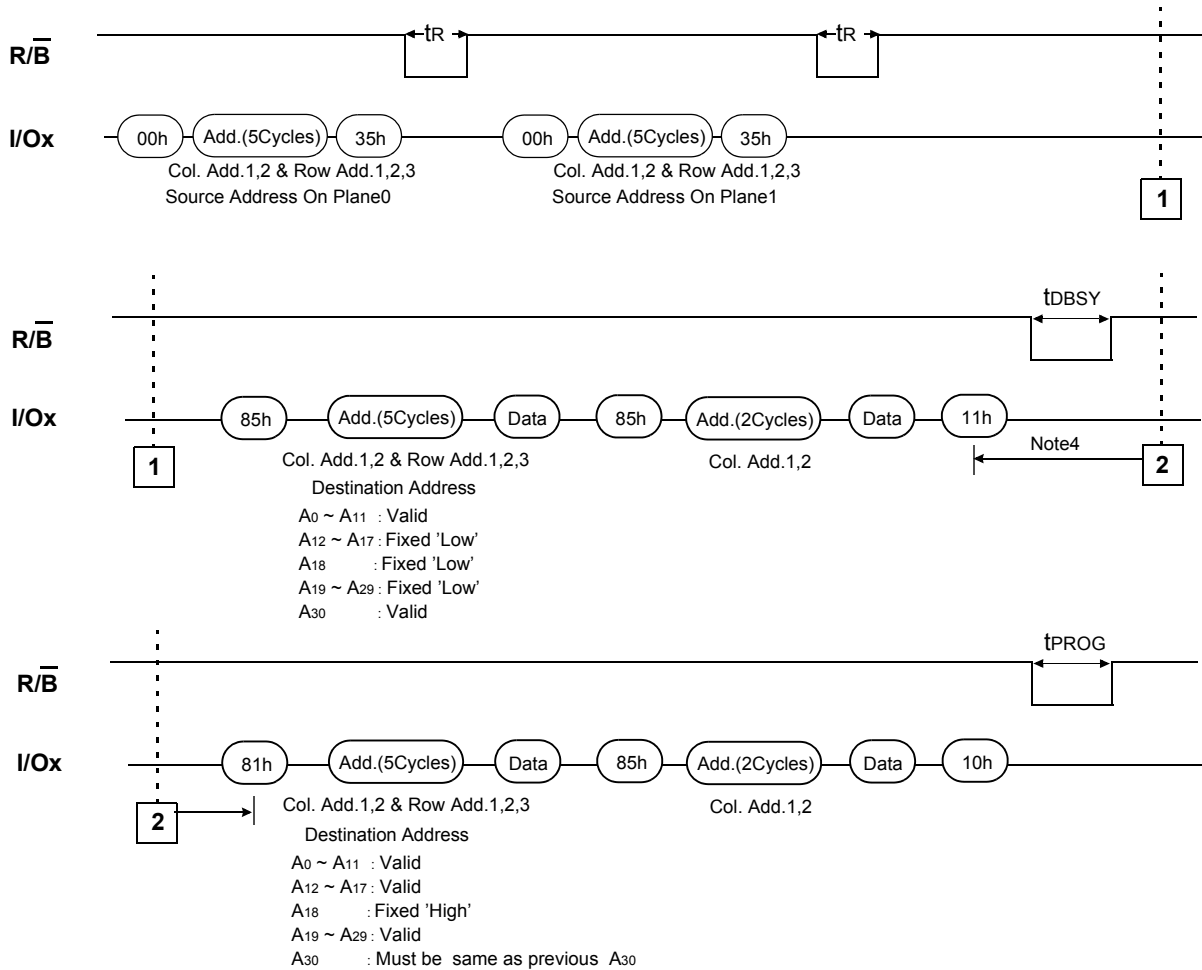 tR tR
R/B
I/Ox 00h Add.(5Cycles) 35h 00h Add.(5Cycles) 35h
Col. Add.1,2 & Row Add.1,2,3 Col. Add.1,2 & Row Add.1,2,3
Source Address On Plane0 Source Address On Plane1
1
tDBSY
R/B
I/Ox 85h Add.(5Cycles) Data 85h Add.(2Cycles) Data 11h
Note4
1 Col. Add.1,2 & Row Add.1,2,3 Col. Add.1,2 2
Destination Address
A0 ~ A11 : Valid
A12 ~ A17 : Fixed 'Low'
A18 : Fixed 'Low'
A19 ~ A29 : Fixed 'Low'
A30 : Valid
tPROG
R/B
I/Ox 81h Add.(5Cycles) Data 85h Add.(2Cycles) Data 10h
2 Col. Add.1,2 & Row Add.1,2,3 Col. Add.1,2
Destination Address
A0 ~ A11 : Valid
A12 ~ A17 : Valid
A18 : Fixed 'High'
A19 ~ A29 : Valid
A30 : Must be same as previous A30